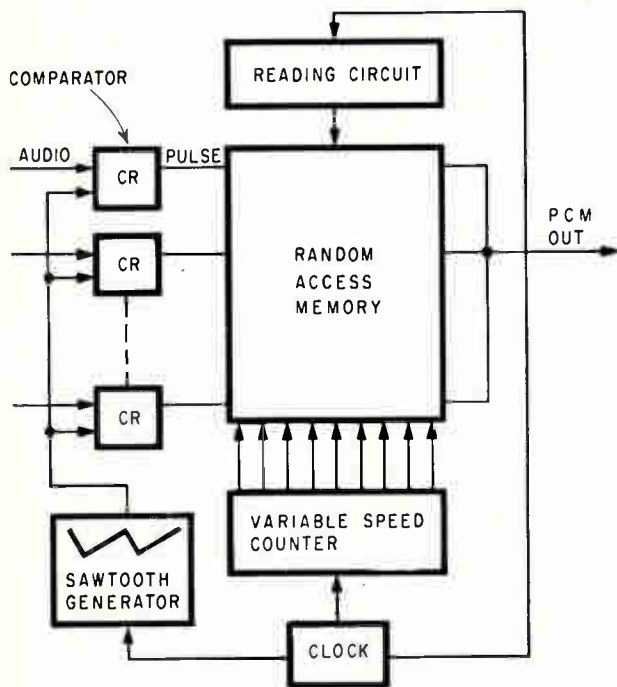 READING CIRCUIT
COMPARATOR
AUDIO
CR
PULSE
CR
CR
RANDOM
ACCESS
MEMORY
PCM
OUT
VARIABLE SPEED
COUNTER
SAWTOOTH
GENERATOR
CLOCK